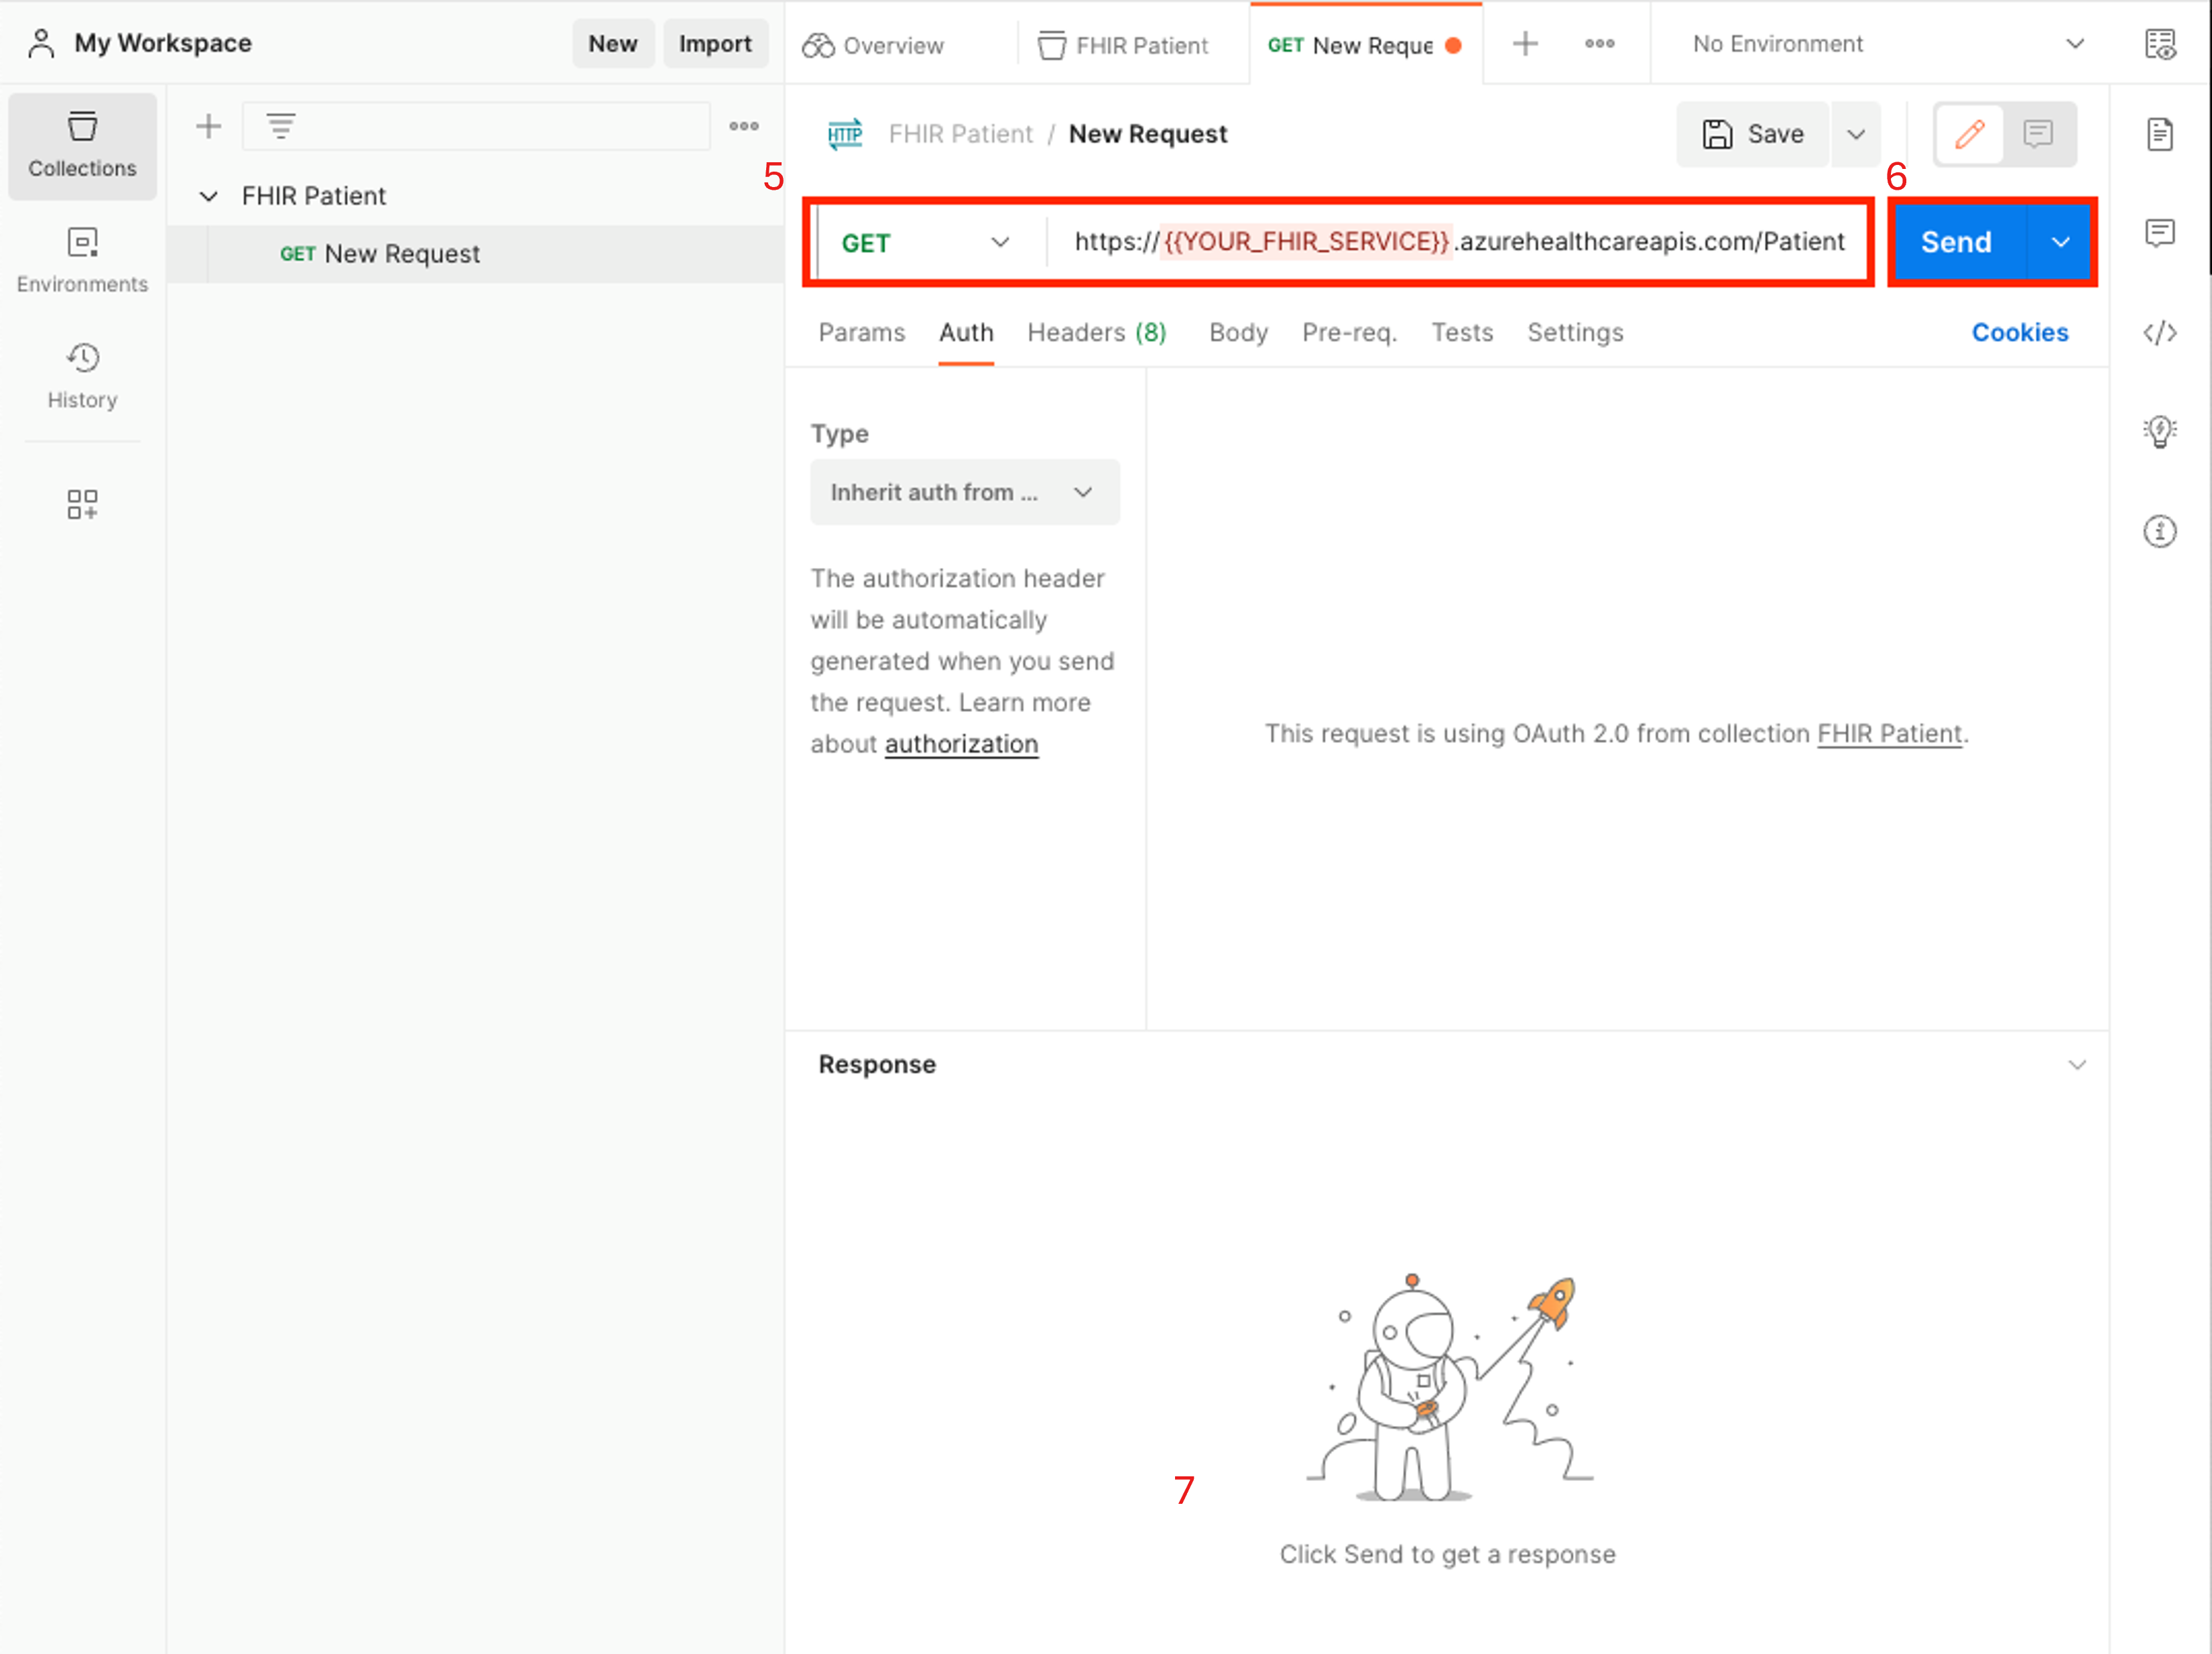 My Workspace
New
Import
Overview
FHIR Patient
GET New Reque
No Environment
Collections
Environments
History
FHIR Patient
GET New Request
FHIR Patient / New Request
Save
5
6
GET
https://{{YOUR_FHIR_SERVICE}}.azurehealthcareapis.com/Patient
Send
Params
Auth
Headers (8)
Body
Pre-req.
Tests
Settings
Cookies
Type
Inherit auth from ...
The authorization header
will be automatically
generated when you send
the request. Learn more
about authorization
This request is using OAuth 2.0 from collection FHIR Patient.
Response
7
Click Send to get a response